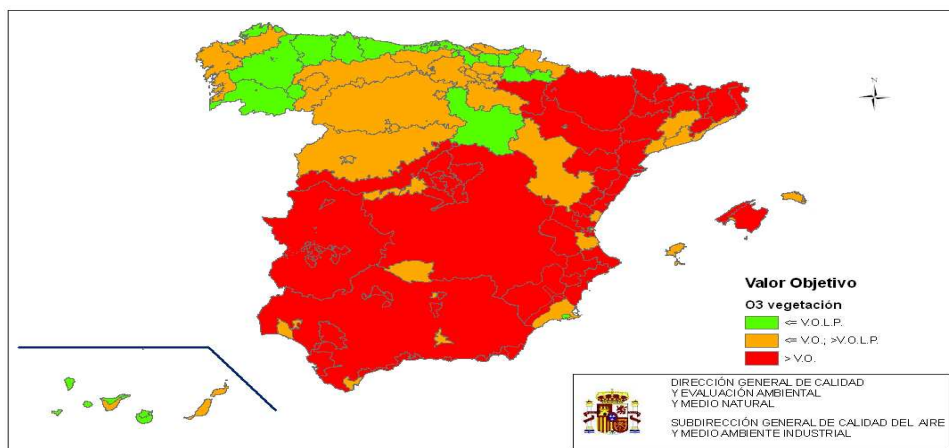 N
Valor Objetivo
O3 vegetación
<= V.O.L.P.
<= V.O.; >V.O.L.P.
> V.O.
DIRECCIÓN GENERAL DE CALIDAD
Y EVALUACIÓN AMBIENTAL
Y MEDIO NATURAL
SUBDIRECCIÓN GENERAL DE CALIDAD DEL AIRE
Y MEDIO AMBIENTE INDUSTRIAL